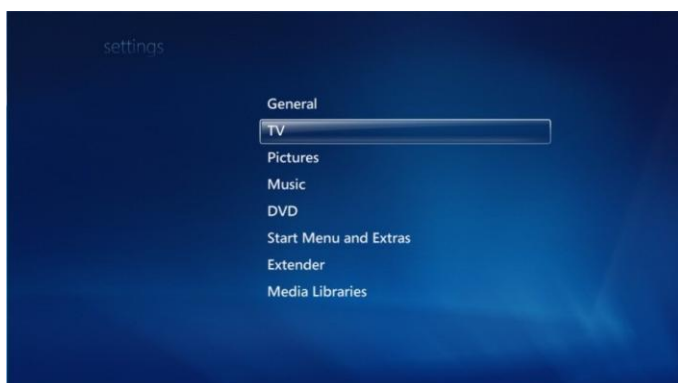 settings
General
TV
Pictures
Music
DVD
Start Menu and Extras
Extender
Media Libraries